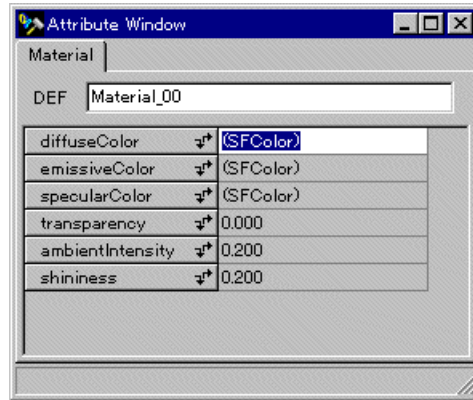 Attribute Window
Material
DEF Material_00
diffuseColor (SFColor)
emissiveColor (SFColor)
specularColor (SFColor)
transparency 0.000
ambientIntensity 0.200
shininess 0.200